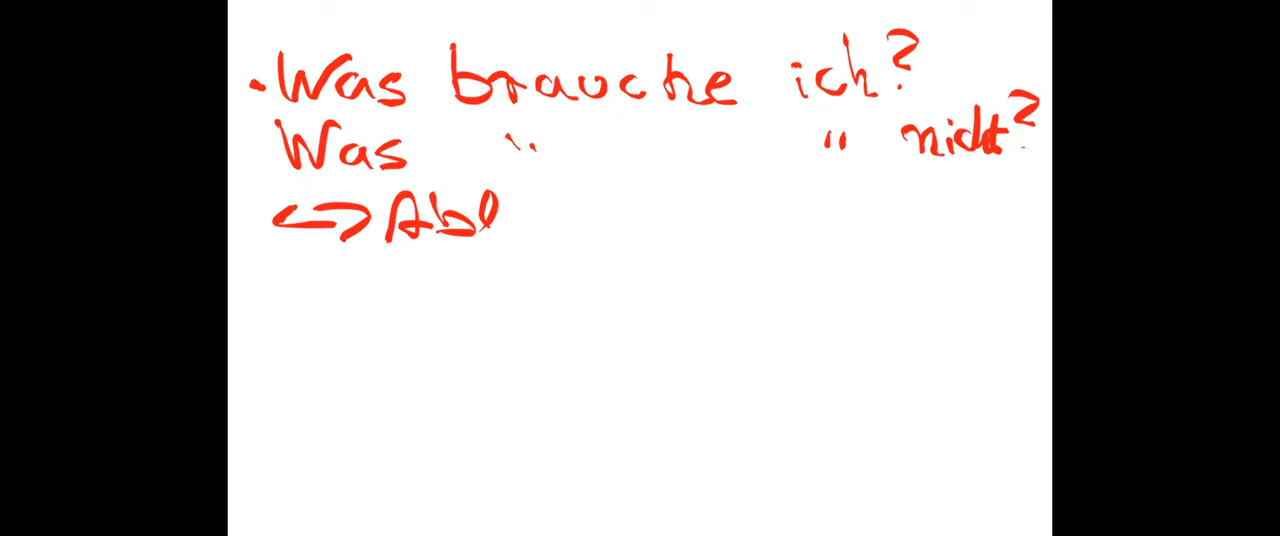 · Was brauche ich?
Was " " nicht?
<-> Abl